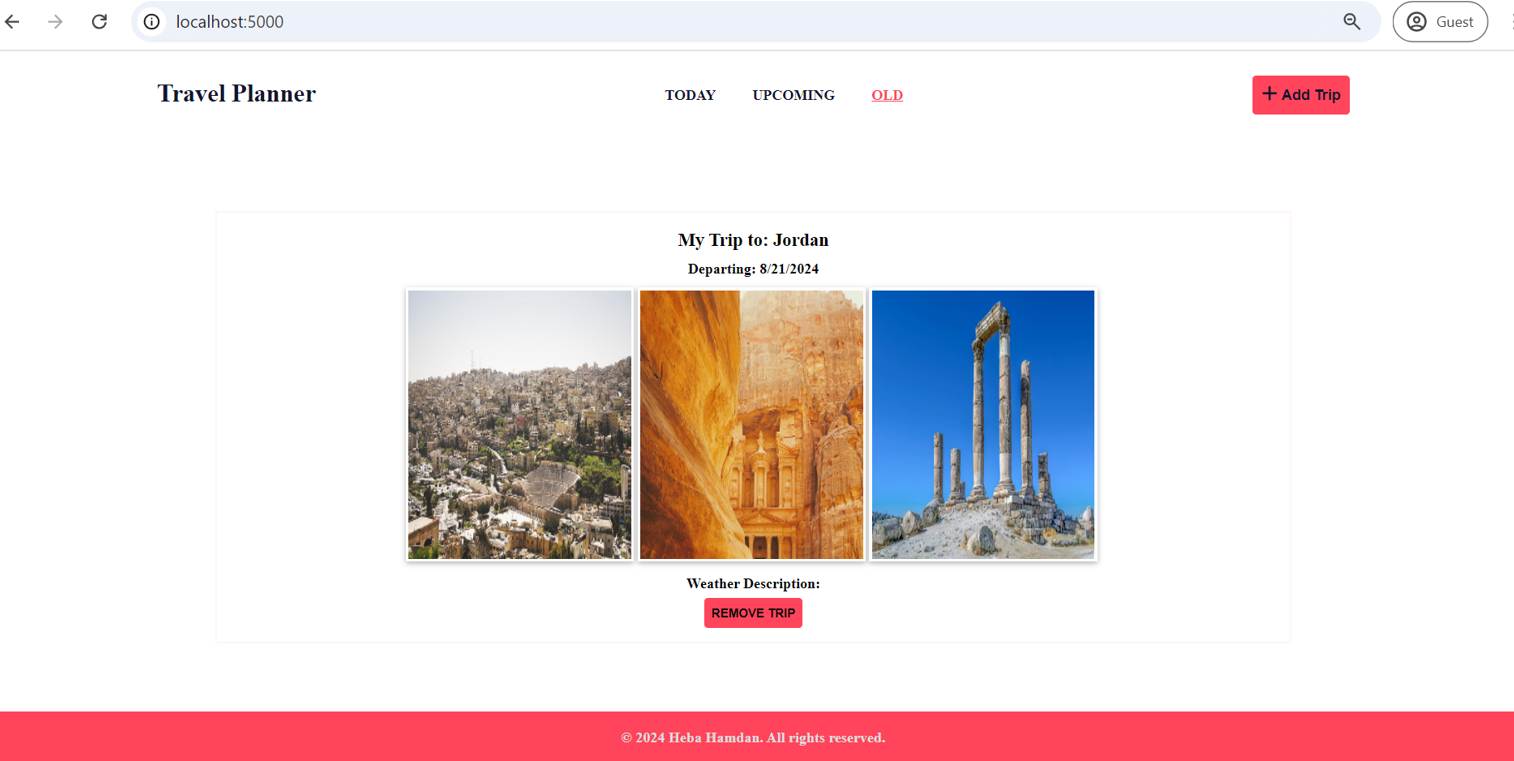 localhost:5000
Guest
Travel Planner
TODAY
UPCOMING
OLD
+ Add Trip
My Trip to: Jordan
Departing: 8/21/2024
Weather Description:
REMOVE TRIP
© 2024 Heba Hamdan. All rights reserved.